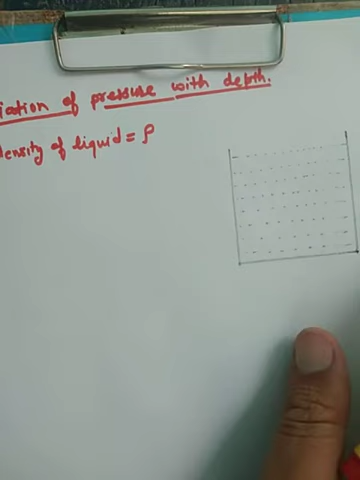 iation of pressure with depth.
density of liquid = ρ